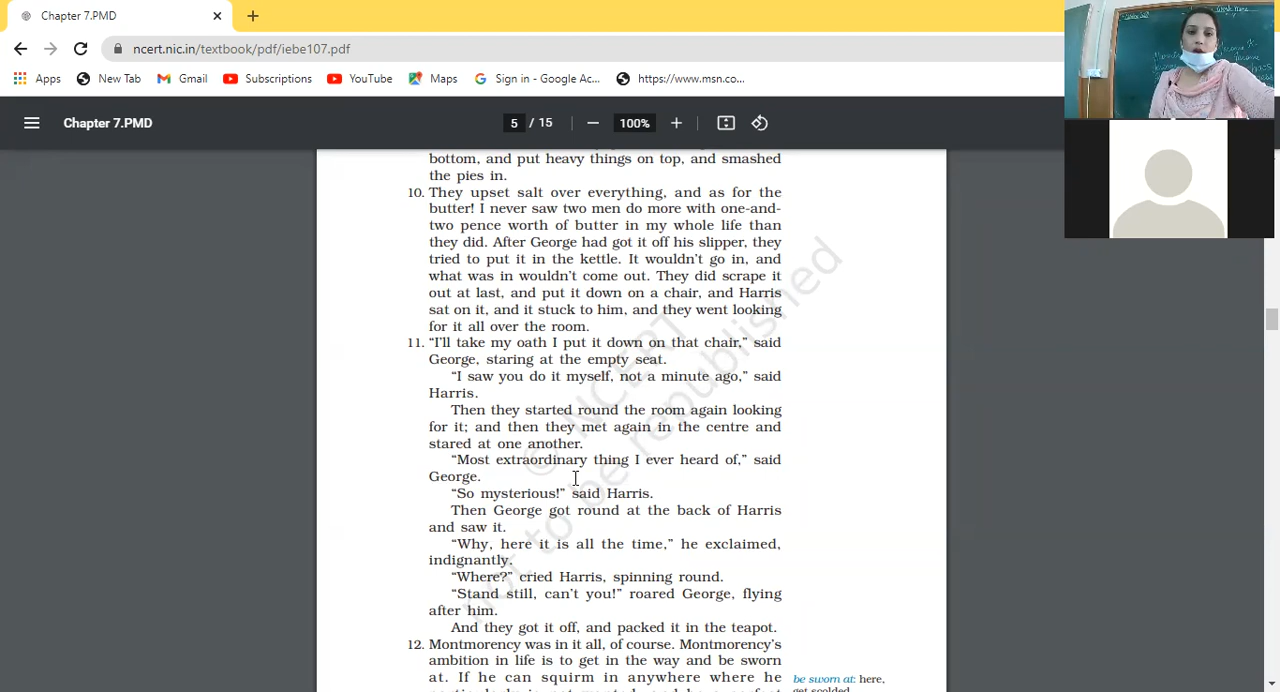 Chapter 7.PMD
ncert.nic.in/textbook/pdf/iebe107.pdf
Apps New Tab Gmail Subscriptions YouTube Maps Sign in - Google Ac... https://www.msn.co...
Chapter 7.PMD 5 / 15 100%
bottom, and put heavy things on top, and smashed
the pies in.
10. They upset salt over everything, and as for the
butter! I never saw two men do more with one-and-
two pence worth of butter in my whole life than
they did. After George had got it off his slipper, they
tried to put it in the kettle. It wouldn't go in, and
what was in wouldn't come out. They did scrape it
out at last, and put it down on a chair, and Harris
sat on it, and it stuck to him, and they went looking
for it all over the room.
11. “I'll take my oath I put it down on that chair,” said
George, staring at the empty seat.
“I saw you do it myself, not a minute ago,” said
Harris.
Then they started round the room again looking
for it; and then they met again in the centre and
stared at one another.
“Most extraordinary thing I ever heard of,” said
George.
“So mysterious!” said Harris.
Then George got round at the back of Harris
and saw it.
“Why, here it is all the time,” he exclaimed,
indignantly.
“Where?” cried Harris, spinning round.
“Stand still, can't you!” roared George, flying
after him.
And they got it off, and packed it in the teapot.
12. Montmorency was in it all, of course. Montmorency's
ambition in life is to get in the way and be sworn
at. If he can squirm in anywhere where he
be sworn at: here,
get scolded
© NCERT
not to be republished